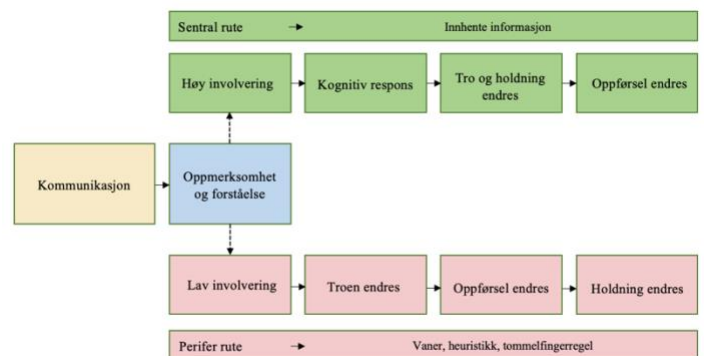 Sentral rute → Innhente informasjon
Høy involvering
Kognitiv respons
Tro og holdning
endres
Oppførsel endres
Kommunikasjon
Oppmerksomhet
og forståelse
Lav involvering
Troen endres
Oppførsel endres
Holdning endres
Perifer rute → Vaner, heuristikk, tommelfingerregel